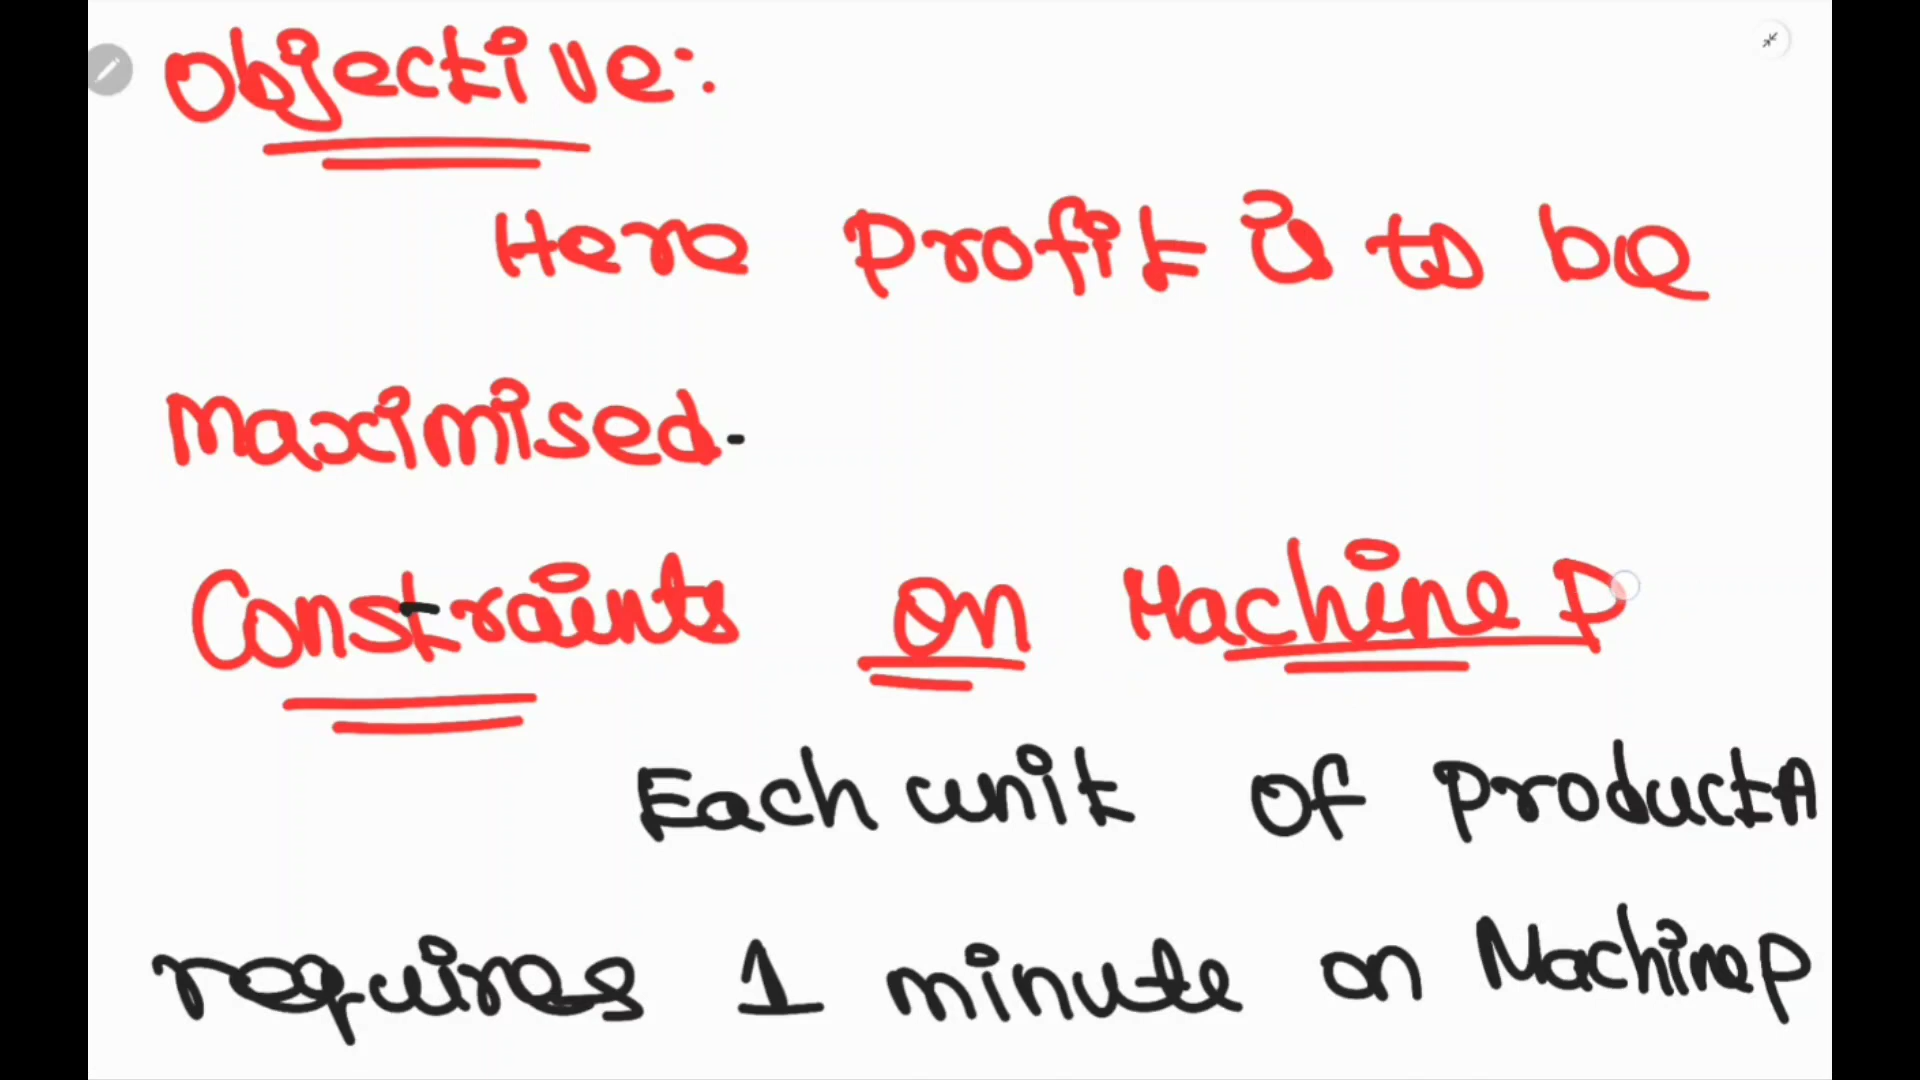 Objective:.
Here Profit is to be
Maximised.
Constraints on Machine P
Each unit of product A
requires 1 minute on Machine P